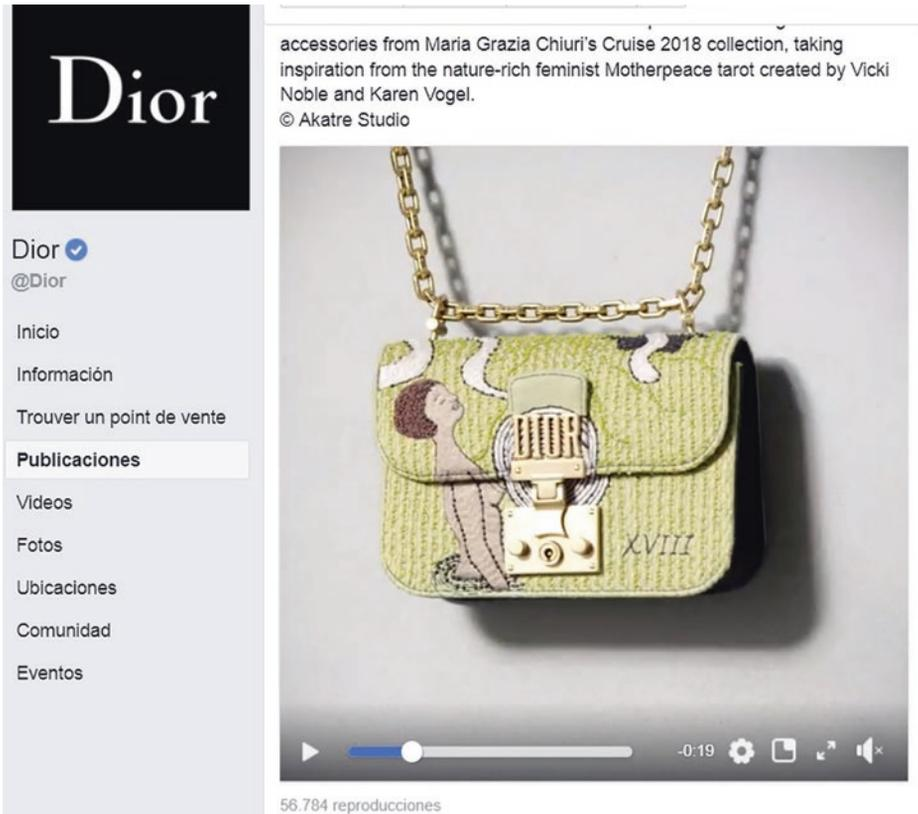 Dior
Dior
@Dior
Inicio
Información
Trouver un point de vente
Publicaciones
Videos
Fotos
Ubicaciones
Comunidad
Eventos
accessories from Maria Grazia Chiuri's Cruise 2018 collection, taking
inspiration from the nature-rich feminist Motherpeace tarot created by Vicki
Noble and Karen Vogel.
© Akatre Studio
DIOR
XVIII
-0:19
56.784 reproducciones